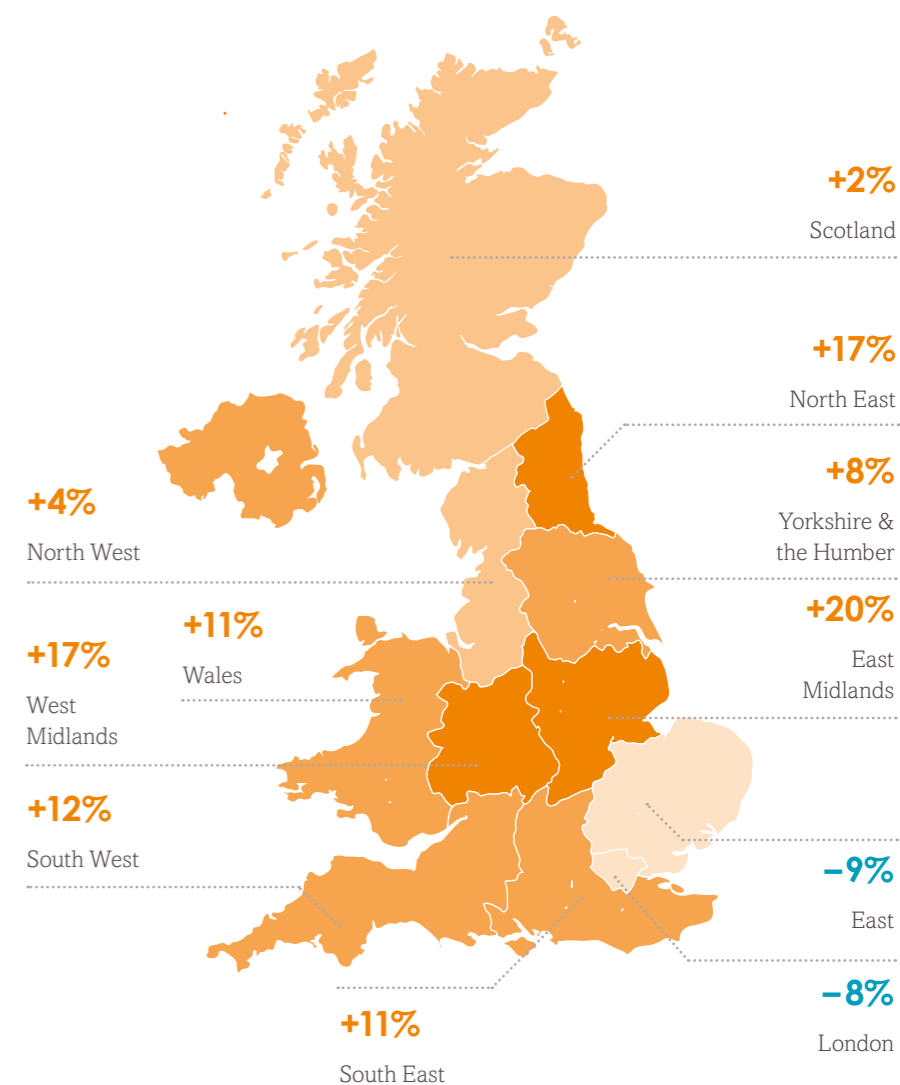 +2%
Scotland
+17%
North East
+8%
Yorkshire &
the Humber
+20%
East
Midlands
+4%
North West
+11%
Wales
+17%
West
Midlands
+12%
South West
−9%
East
−8%
London
+11%
South East